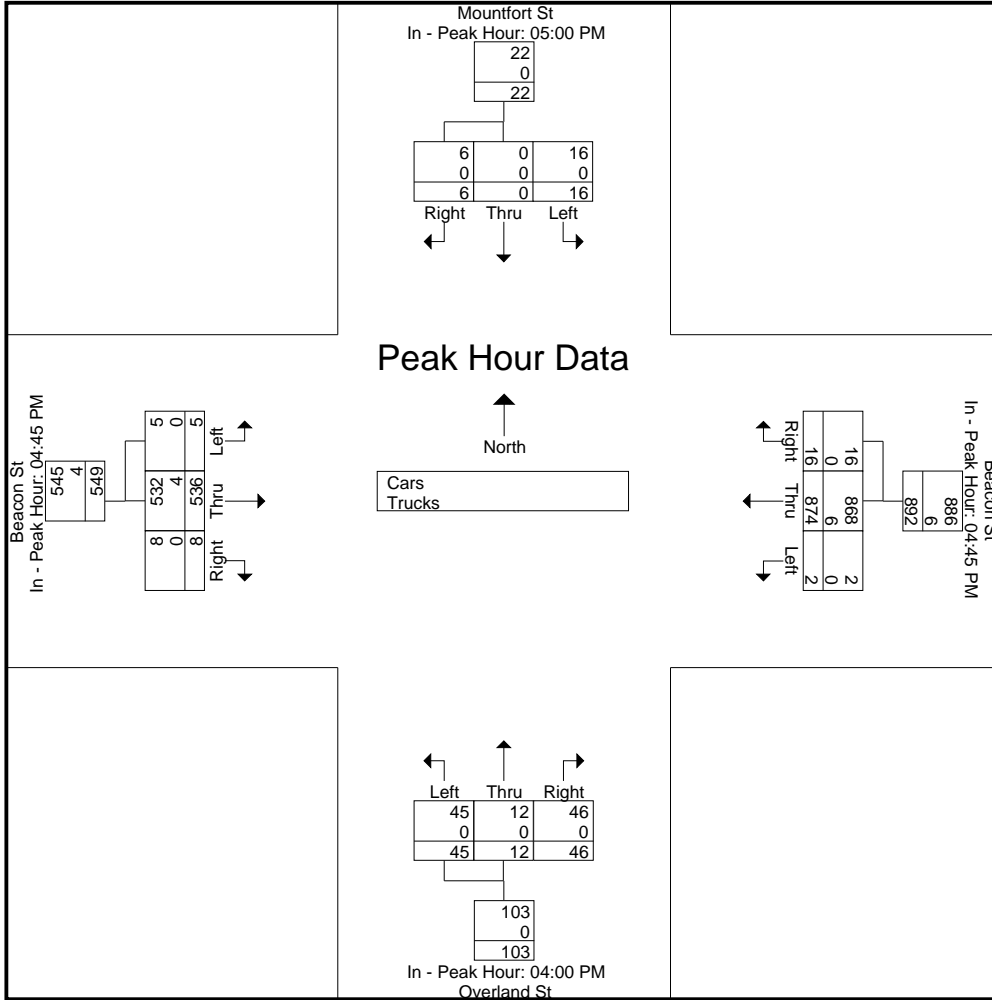 Mountfort St
In - Peak Hour: 05:00 PM
22
0
22
6 0 16
0 0 0
6 0 16
Right Thru Left
Peak Hour Data
North
Cars
Trucks
Beacon St
In - Peak Hour: 04:45 PM
545
4
549
5 0 5
532 4 536
8 0 8
Left
Thru
Right
Right
Thru
Left
16 0 16
874 6 868
2 0 2
886
6
892
In - Peak Hour: 04:45 PM
Beacon St
Left Thru Right
45 12 46
0 0 0
45 12 46
103
0
103
In - Peak Hour: 04:00 PM
Overland St